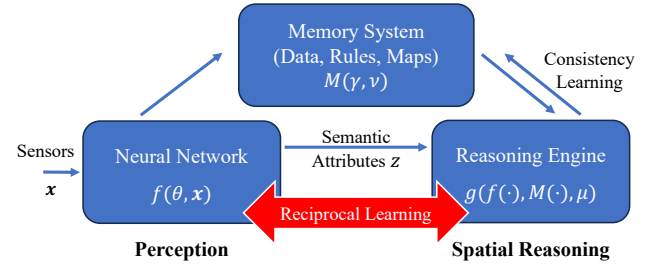 Memory System
(Data, Rules, Maps)
M(γ, ν)
Consistency
Learning
Sensors
x
Neural Network
f(θ, x)
Semantic
Attributes z
Reasoning Engine
g(f(·), M(·), μ)
Reciprocal Learning
Perception
Spatial Reasoning